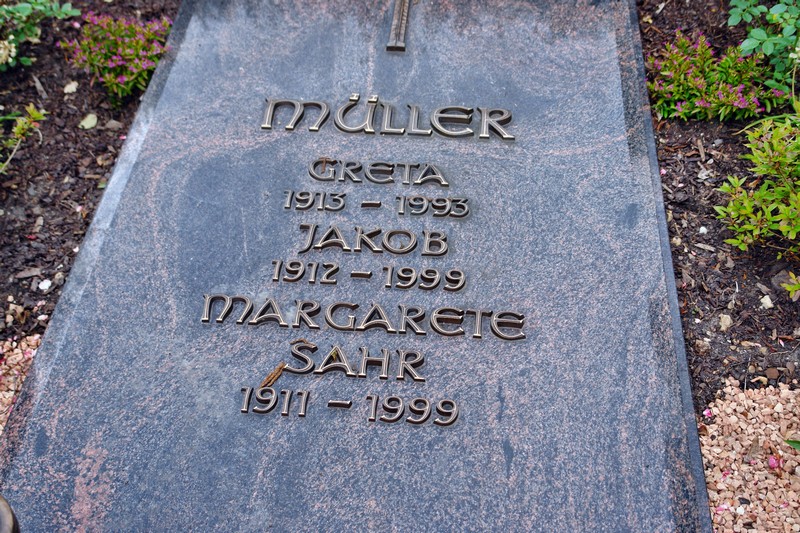 MÜLLER
GRETA
1913 – 1993
JAKOB
1912 – 1999
MARGARETE
SAHR
1911 – 1999